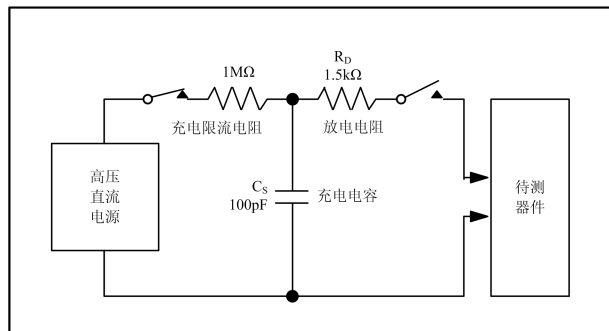 1MΩ
R_D
1.5kΩ
充电限流电阻
放电电阻
高压
直流
电源
C_S
100pF
充电电容
待测
器件